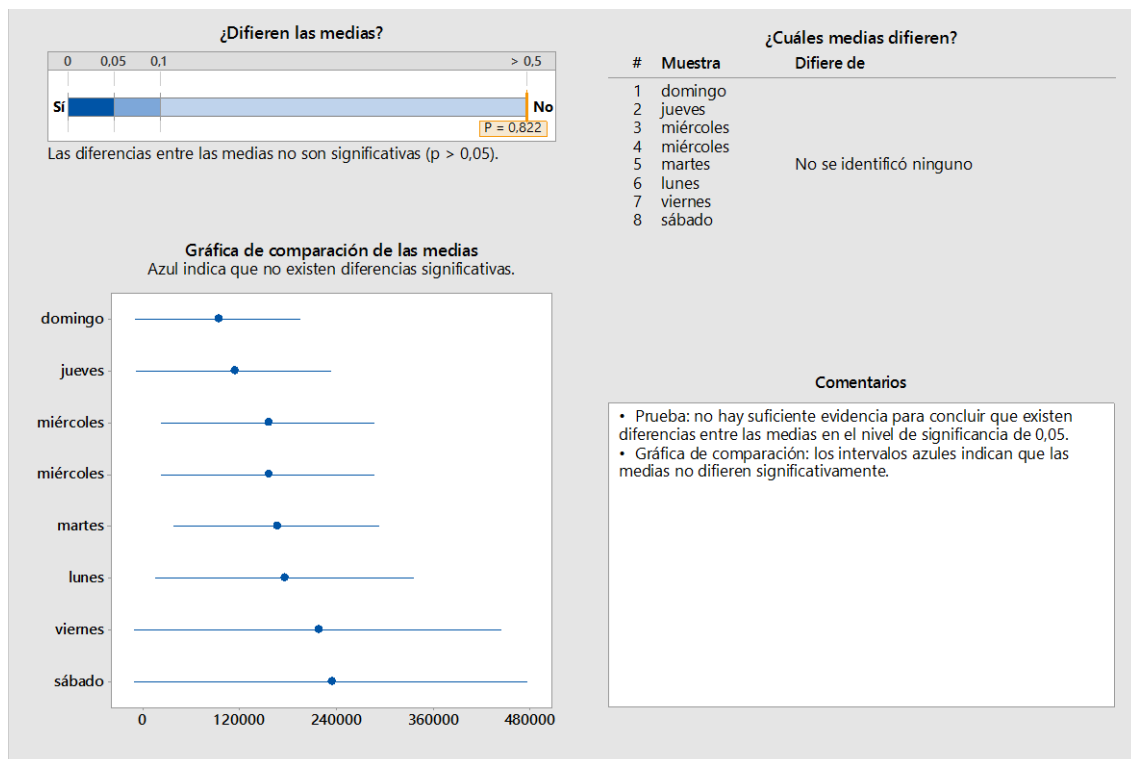 ¿Difieren las medias?
0 0,05 0,1 > 0,5
Sí No
P = 0,822
Las diferencias entre las medias no son significativas (p > 0,05).
¿Cuáles medias difieren?
# Muestra Difiere de
1 domingo
2 jueves
3 miércoles
4 miércoles
5 martes No se identificó ninguno
6 lunes
7 viernes
8 sábado
Gráfica de comparación de las medias
Azul indica que no existen diferencias significativas.
domingo
jueves
miércoles
miércoles
martes
lunes
viernes
sábado
0 120000 240000 360000 480000
Comentarios
• Prueba: no hay suficiente evidencia para concluir que existen
diferencias entre las medias en el nivel de significancia de 0,05.
• Gráfica de comparación: los intervalos azules indican que las
medias no difieren significativamente.